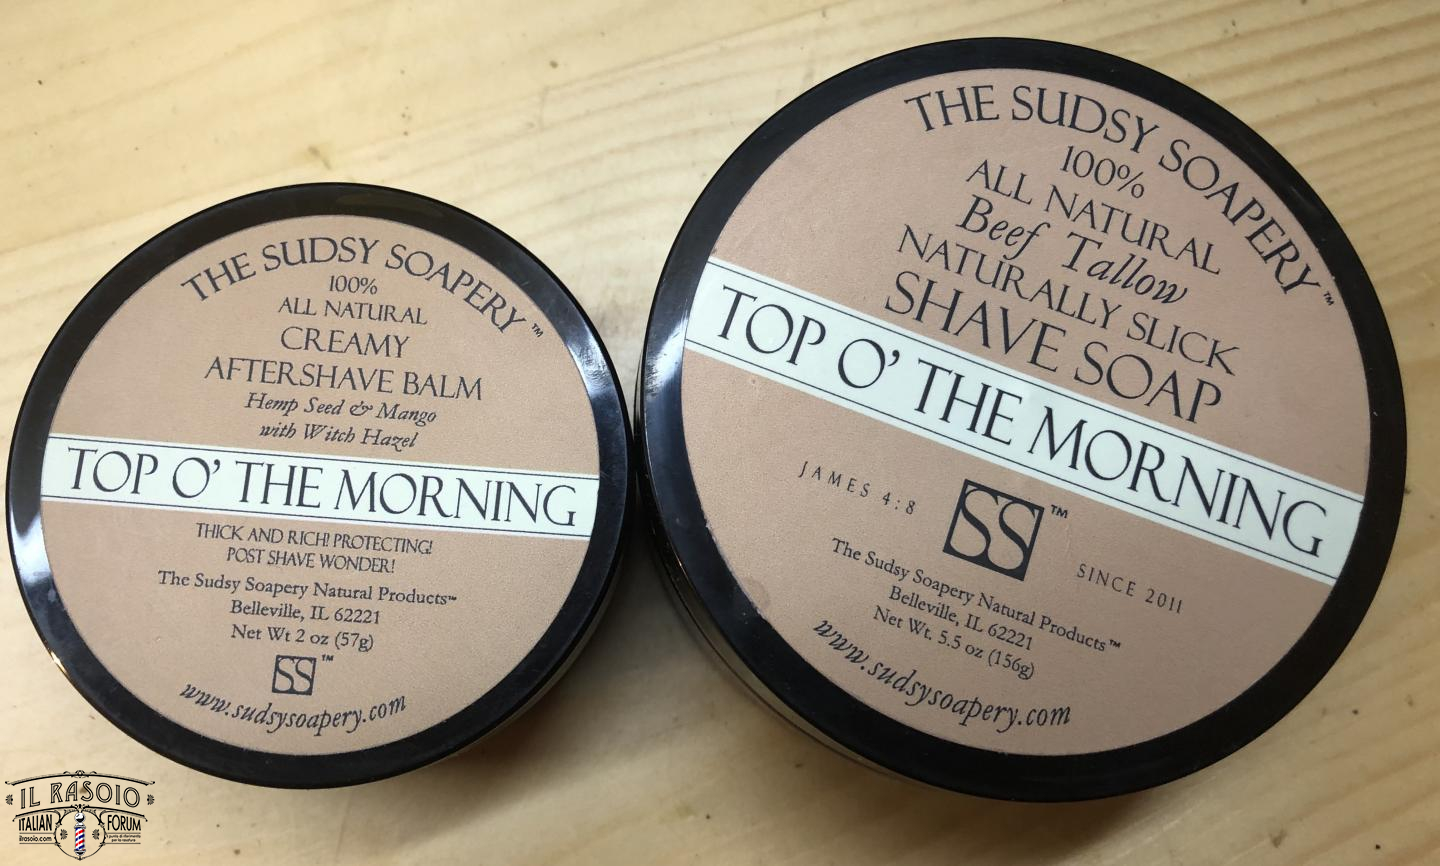 THE SUDSY SOAPERY™
100%
ALL NATURAL
CREAMY
AFTERSHAVE BALM
Hemp Seed & Mango
with Witch Hazel
TOP O' THE MORNING
THICK AND RICH! PROTECTING!
POST SHAVE WONDER!
The Sudsy Soapery Natural Products™
Belleville, IL 62221
Net Wt 2 oz (57g)
SS™
www.sudsysoapery.com
THE SUDSY SOAPERY™
100%
ALL NATURAL
Beef Tallow
NATURALLY SLICK
SHAVE SOAP
TOP O' THE MORNING
JAMES 4:8 SS™ SINCE 2011
The Sudsy Soapery Natural Products™
Belleville, IL 62221
Net Wt. 5.5 oz (156g)
www.sudsysoapery.com
IL RASOIO
ITALIAN FORUM
ilrasoio.com